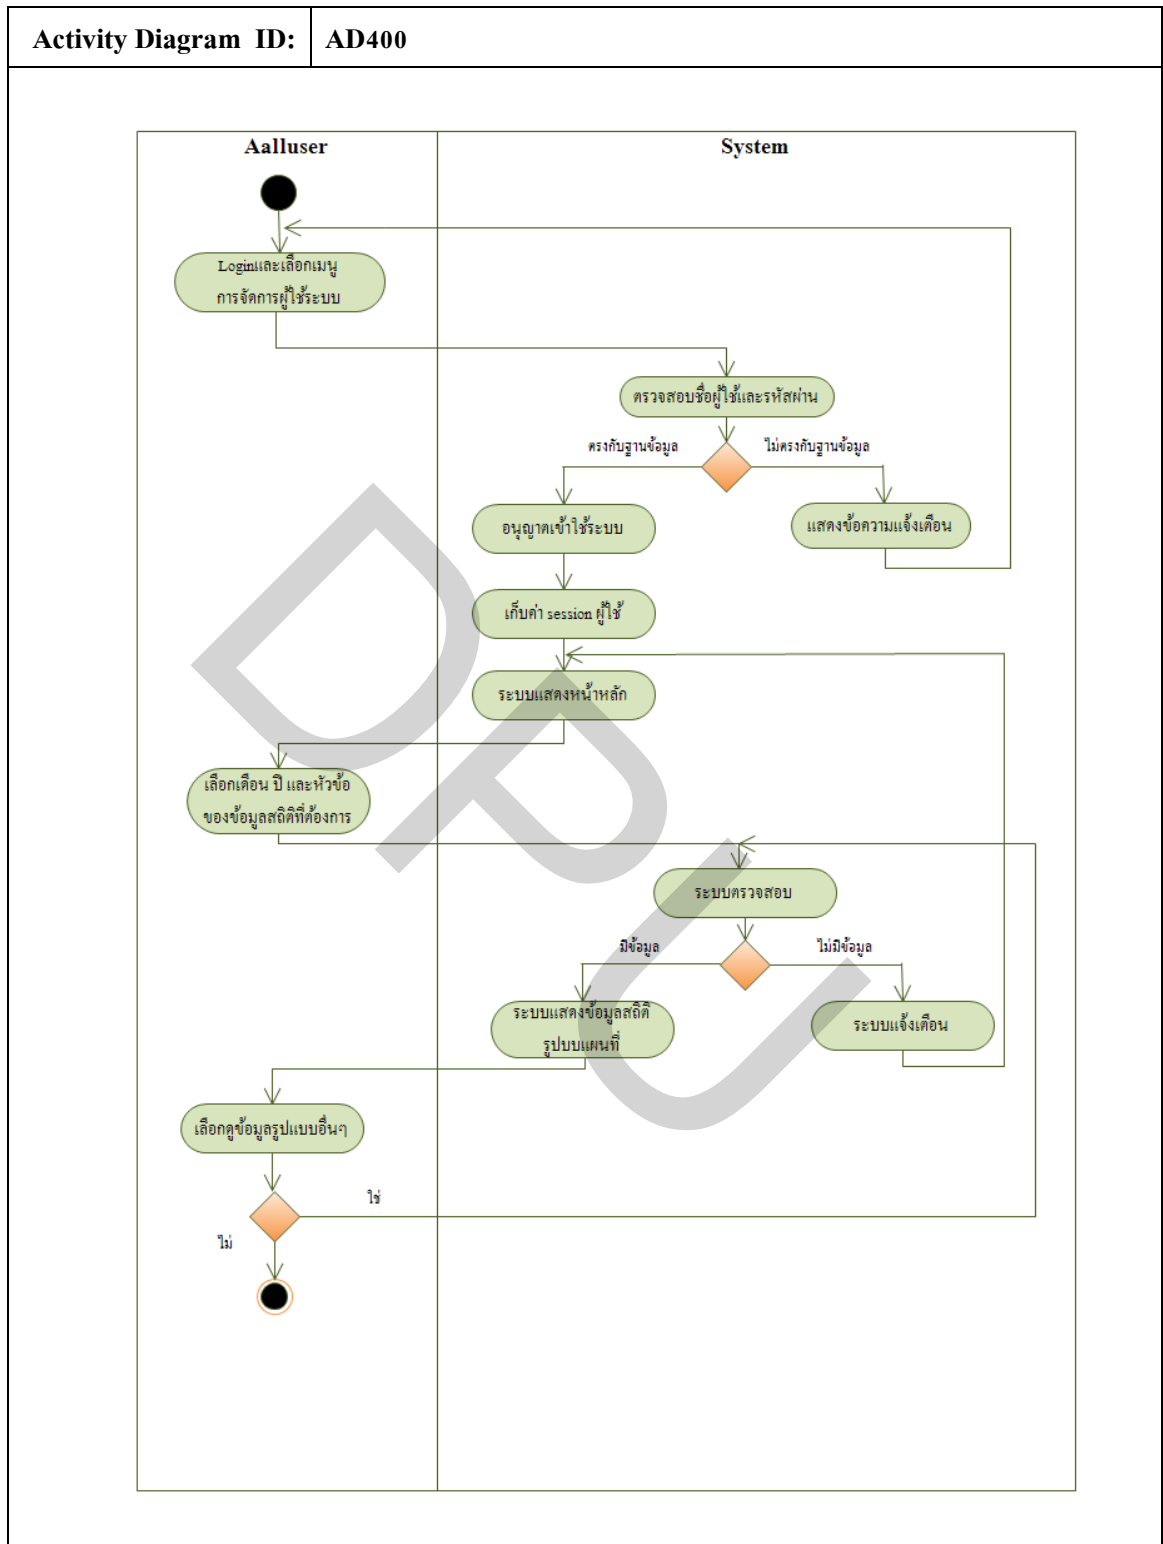 Activity Diagram ID: AD400
Aalluser
System
Loginและเลือกเมนู
การจัดการผู้ใช้ระบบ
ตรวจสอบชื่อผู้ใช้และรหัสผ่าน
ตรงกับฐานข้อมูล
ไม่ตรงกับฐานข้อมูล
อนุญาตเข้าใช้ระบบ
แสดงข้อความแจ้งเตือน
เก็บค่า session ผู้ใช้
ระบบแสดงหน้าหลัก
เลือกเดือน ปี และหัวข้อ
ของข้อมูลสถิติที่ต้องการ
ระบบตรวจสอบ
มีข้อมูล
ไม่มีข้อมูล
ระบบแสดงข้อมูลสถิติ
รูปบบแผนที่
ระบบแจ้งเตือน
เลือกดูข้อมูลรูปแบบอื่นๆ
ใช่
ไม่
DPU